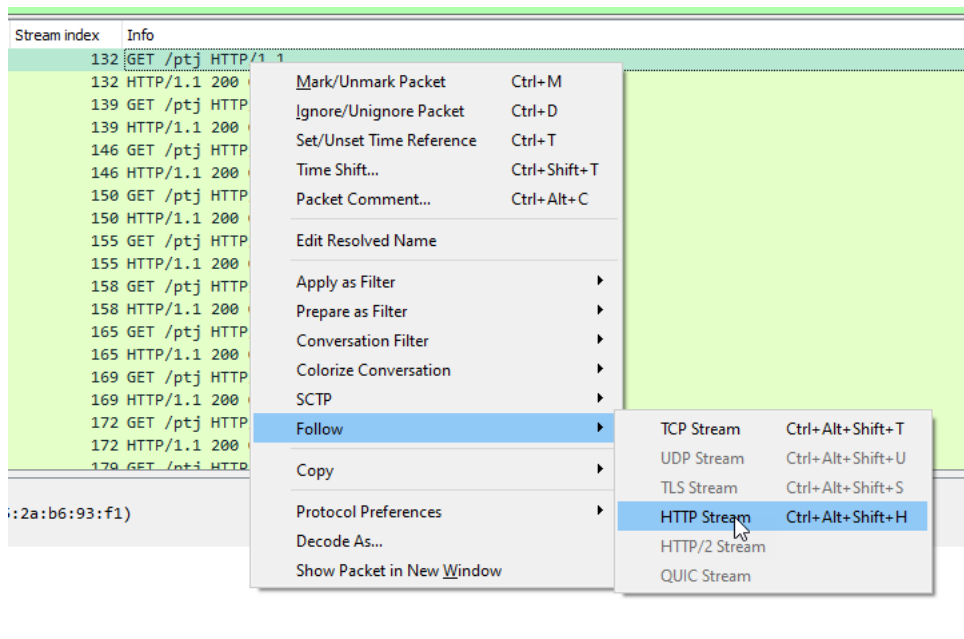 Stream index Info
132 GET /ptj HTTP/1.1
132 HTTP/1.1 200
139 GET /ptj HTTP
139 HTTP/1.1 200
146 GET /ptj HTTP
146 HTTP/1.1 200
150 GET /ptj HTTP
150 HTTP/1.1 200
155 GET /ptj HTTP
155 HTTP/1.1 200
158 GET /ptj HTTP
158 HTTP/1.1 200
165 GET /ptj HTTP
165 HTTP/1.1 200
169 GET /ptj HTTP
169 HTTP/1.1 200
172 GET /ptj HTTP
172 HTTP/1.1 200
179 GET /ptj HTTP
:2a:b6:93:f1)
Mark/Unmark Packet Ctrl+M
Ignore/Unignore Packet Ctrl+D
Set/Unset Time Reference Ctrl+T
Time Shift... Ctrl+Shift+T
Packet Comment... Ctrl+Alt+C
Edit Resolved Name
Apply as Filter
Prepare as Filter
Conversation Filter
Colorize Conversation
SCTP
Follow
Copy
Protocol Preferences
Decode As...
Show Packet in New Window
TCP Stream Ctrl+Alt+Shift+T
UDP Stream Ctrl+Alt+Shift+U
TLS Stream Ctrl+Alt+Shift+S
HTTP Stream Ctrl+Alt+Shift+H
HTTP/2 Stream
QUIC Stream